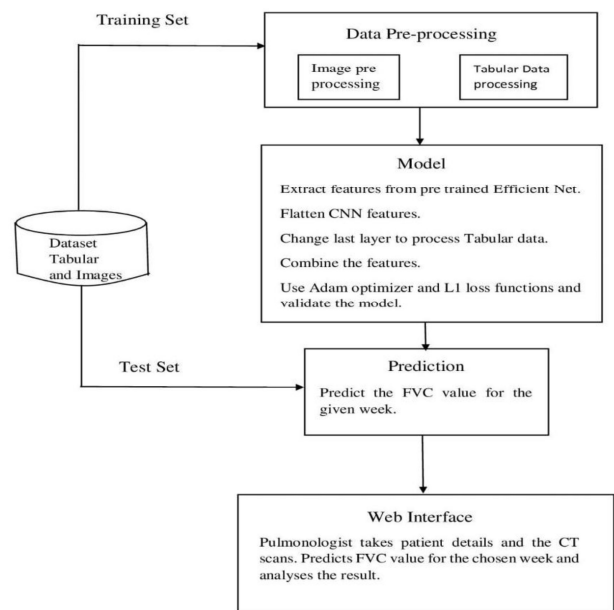 Training Set
Data Pre-processing
Image pre
processing
Tabular Data
processing
Model
Extract features from pre trained Efficient Net.
Flatten CNN features.
Change last layer to process Tabular data.
Combine the features.
Use Adam optimizer and L1 loss functions and
validate the model.
Dataset
Tabular
and Images
Test Set
Prediction
Predict the FVC value for the
given week.
Web Interface
Pulmonologist takes patient details and the CT
scans. Predicts FVC value for the chosen week and
analyses the result.